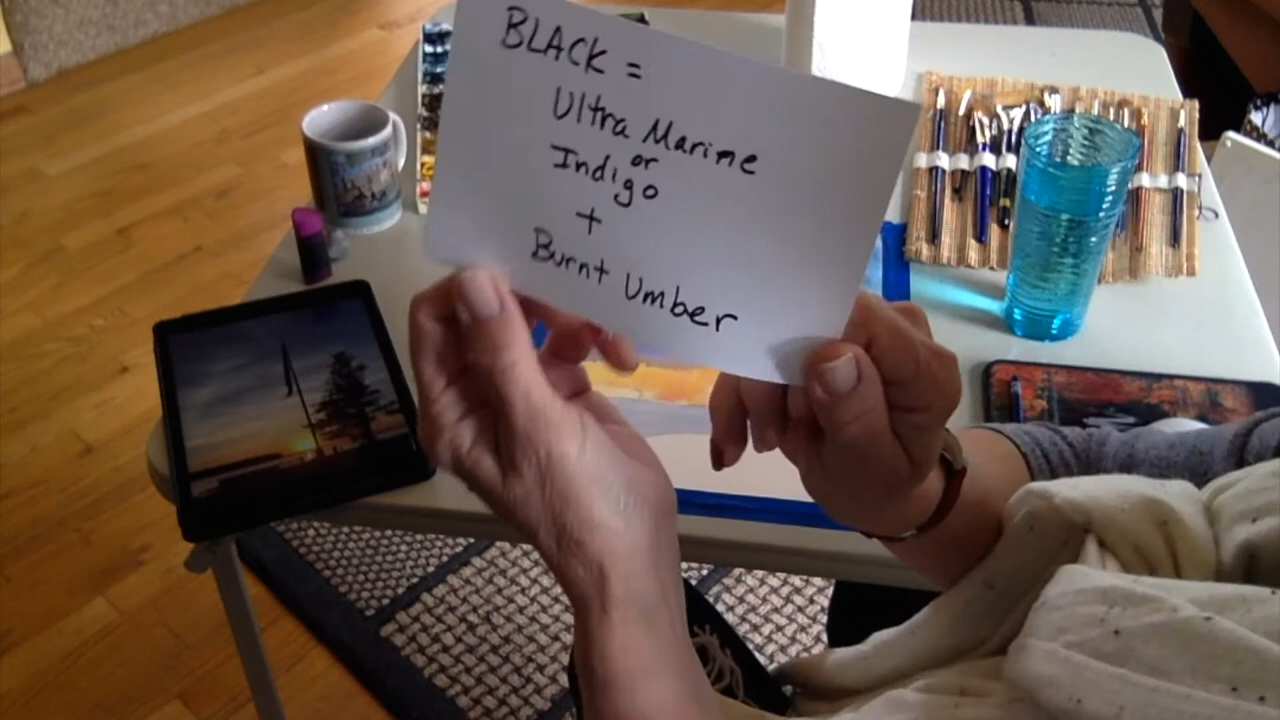 BLACK =
Ultra Marine
or
Indigo
+
Burnt Umber